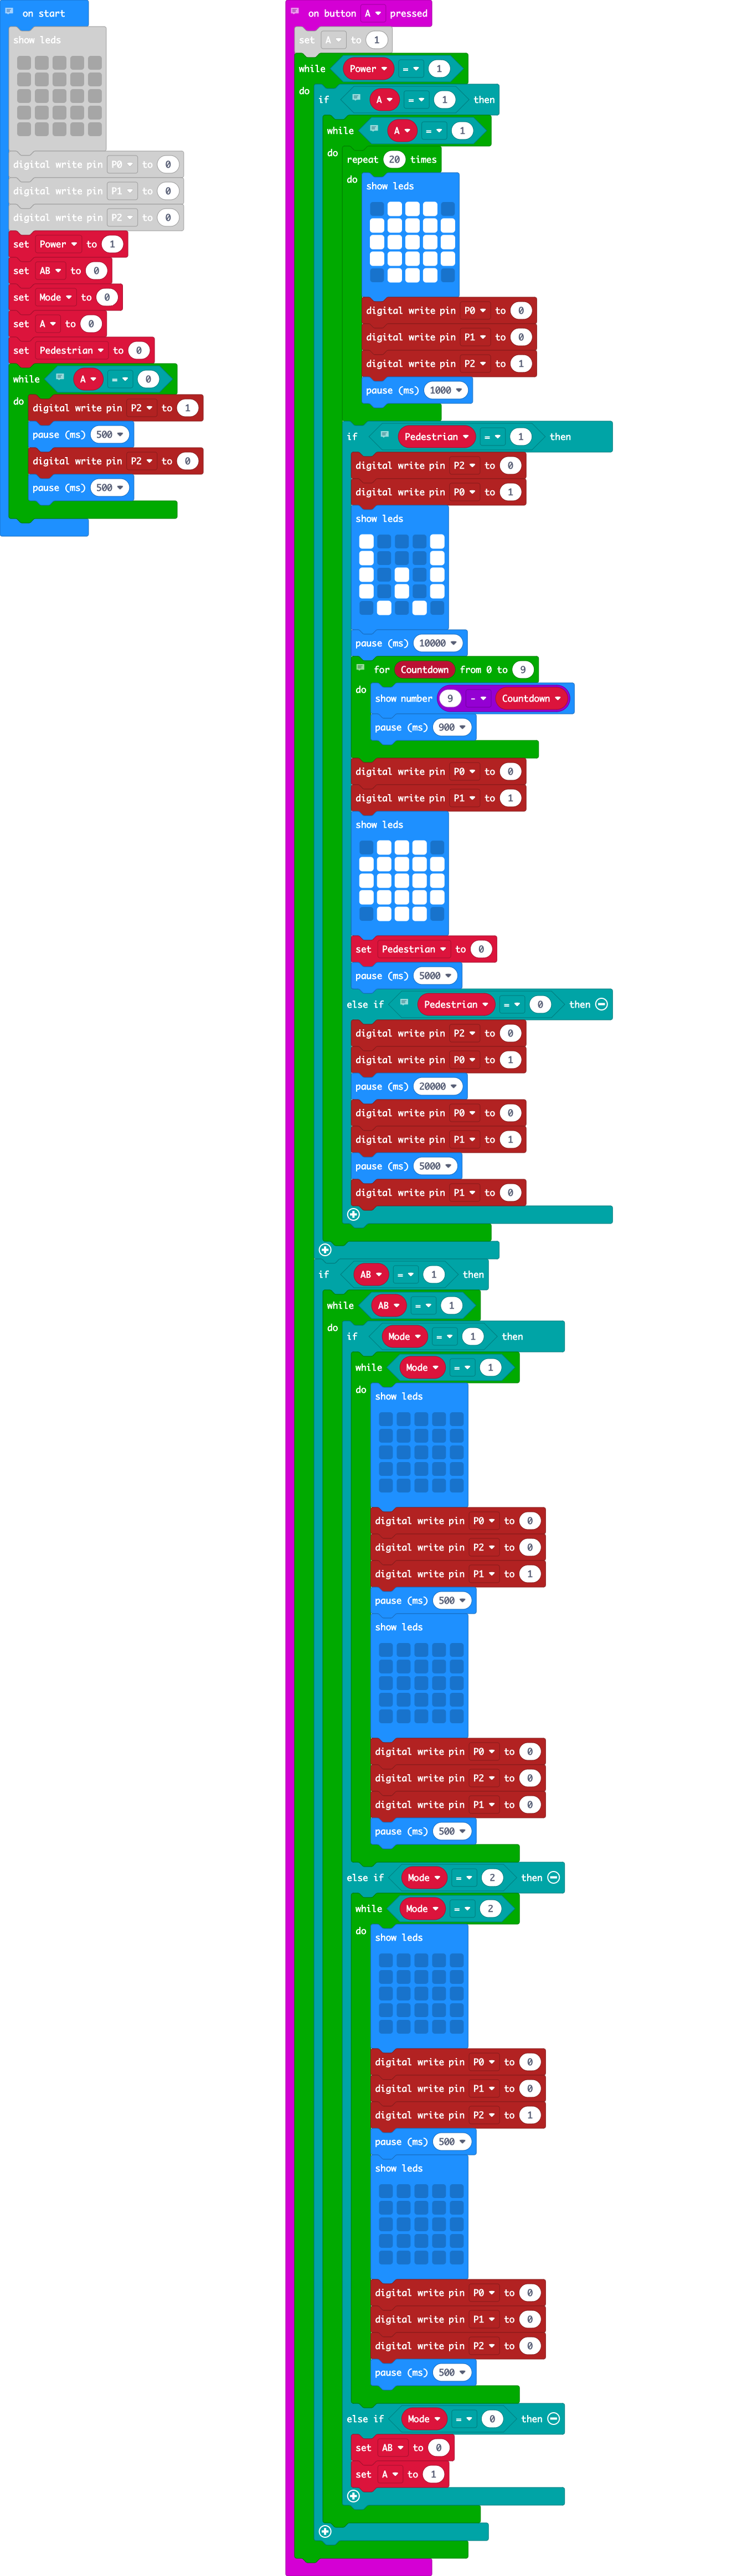 on start
show leds
digital write pin P0 to 0
digital write pin P1 to 0
digital write pin P2 to 0
set Power to 1
set AB to 0
set Mode to 0
set A to 0
set Pedestrian to 0
while A = 0
do
digital write pin P2 to 1
pause (ms) 500
digital write pin P2 to 0
pause (ms) 500
on button A pressed
set A to 1
while Power = 1
do
if A = 1 then
while A = 1
do
repeat 20 times
do
show leds
digital write pin P0 to 0
digital write pin P1 to 0
digital write pin P2 to 1
pause (ms) 1000
if Pedestrian = 1 then
digital write pin P2 to 0
digital write pin P0 to 1
show leds
pause (ms) 10000
for Countdown from 0 to 9
do
show number 9 - Countdown
pause (ms) 900
digital write pin P0 to 0
digital write pin P1 to 1
show leds
set Pedestrian to 0
pause (ms) 5000
else if Pedestrian = 0 then
digital write pin P2 to 0
digital write pin P0 to 1
pause (ms) 20000
digital write pin P0 to 0
digital write pin P1 to 1
pause (ms) 5000
digital write pin P1 to 0
if AB = 1 then
while AB = 1
do
if Mode = 1 then
while Mode = 1
do
show leds
digital write pin P0 to 0
digital write pin P2 to 0
digital write pin P1 to 1
pause (ms) 500
show leds
digital write pin P0 to 0
digital write pin P2 to 0
digital write pin P1 to 0
pause (ms) 500
else if Mode = 2 then
while Mode = 2
do
show leds
digital write pin P0 to 0
digital write pin P1 to 0
digital write pin P2 to 1
pause (ms) 500
show leds
digital write pin P0 to 0
digital write pin P1 to 0
digital write pin P2 to 0
pause (ms) 500
else if Mode = 0 then
set AB to 0
set A to 1